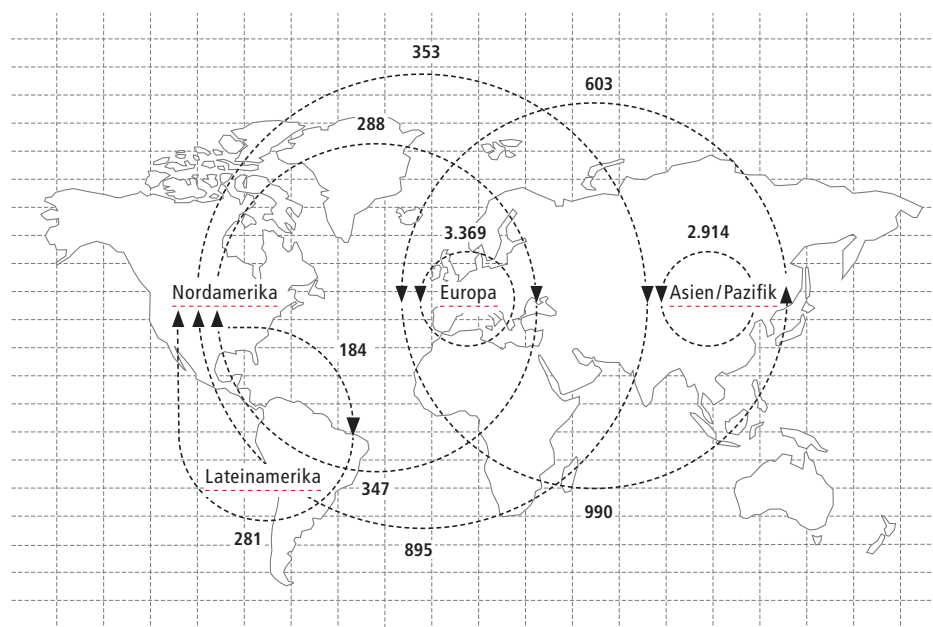 353
603
288
3.369
2.914
Nordamerika
Europa
Asien/Pazifik
184
Lateinamerika
347
990
281
895